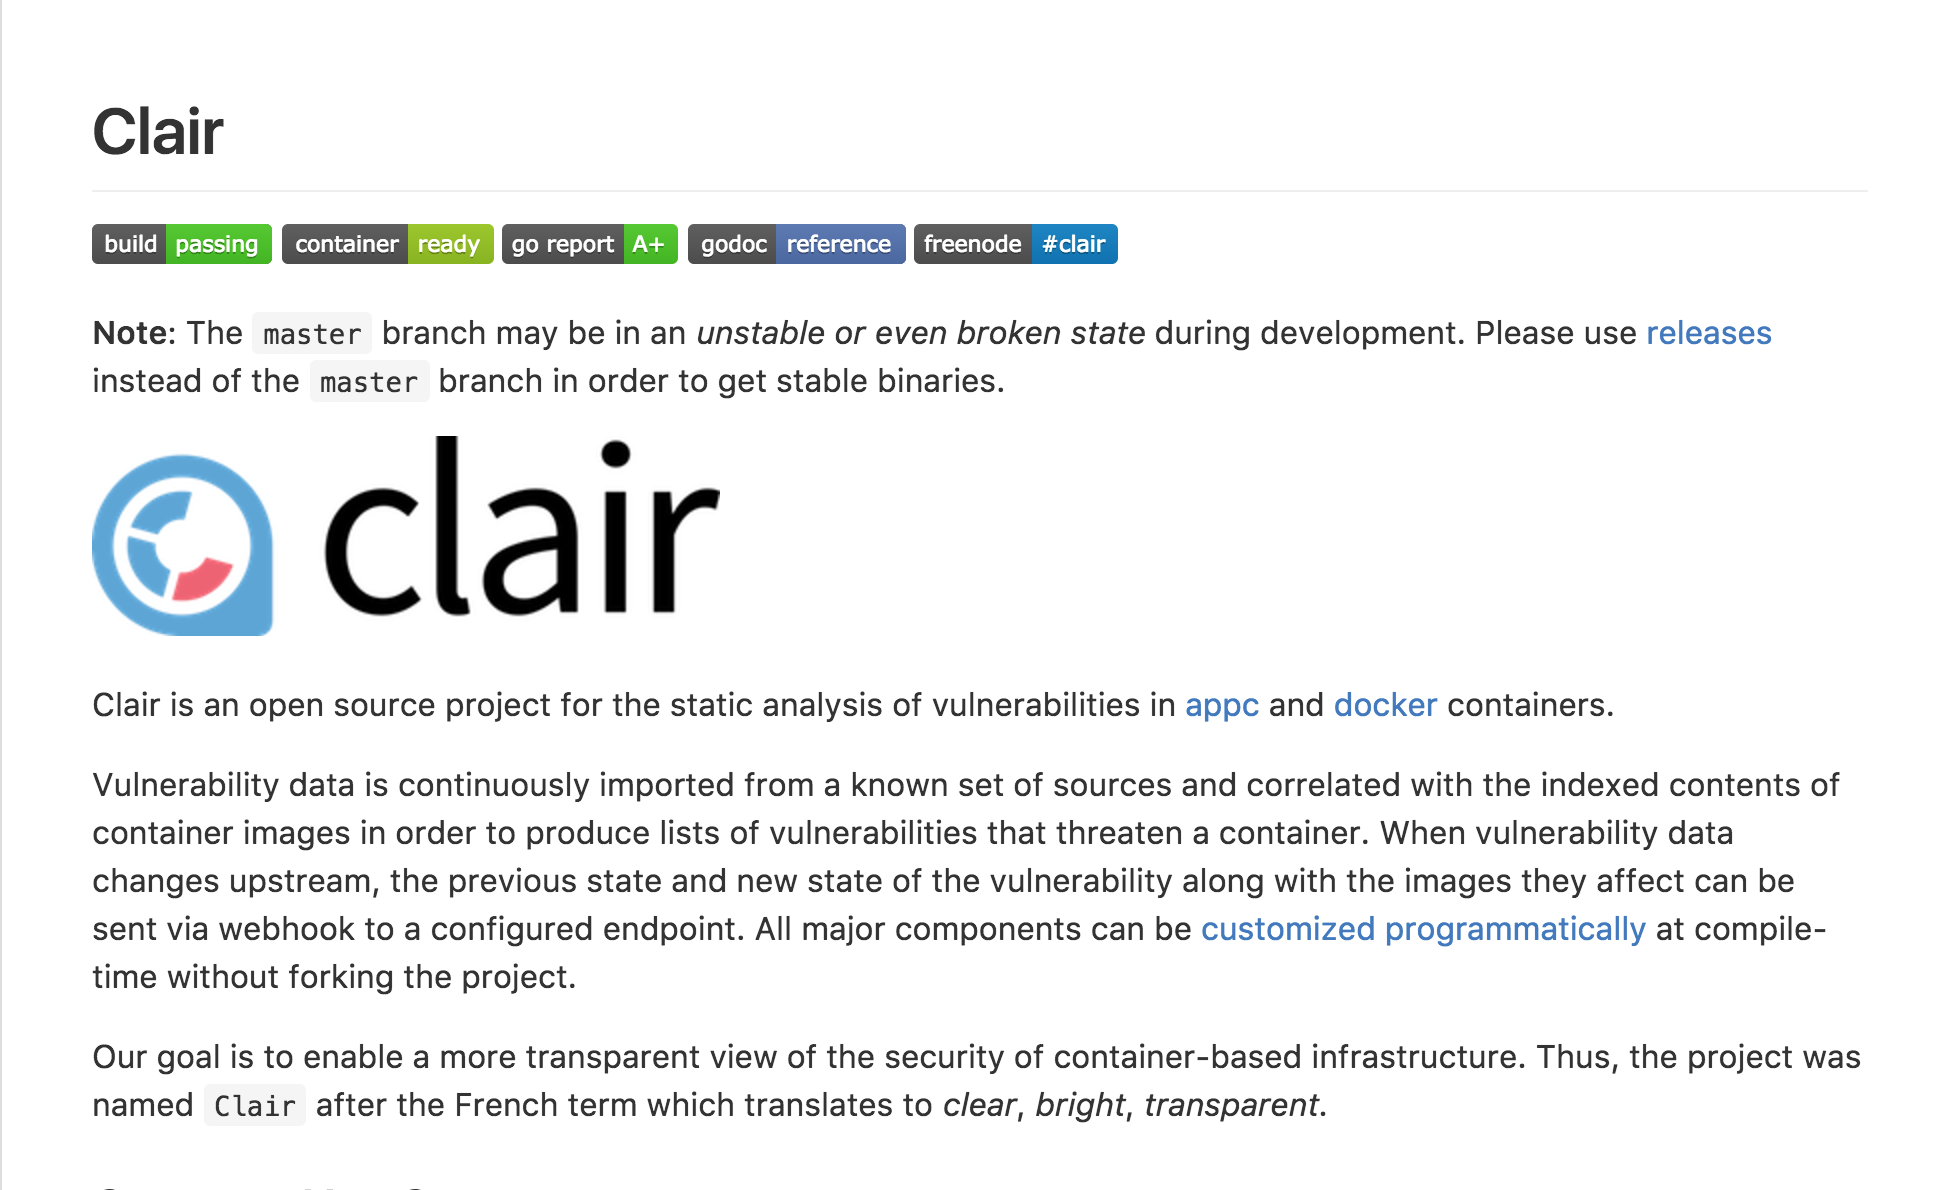 Clair
build passing container ready go report A+ godoc reference freenode #clair
Note: The master branch may be in an unstable or even broken state during development. Please use releases
instead of the master branch in order to get stable binaries.
clair
Clair is an open source project for the static analysis of vulnerabilities in appc and docker containers.
Vulnerability data is continuously imported from a known set of sources and correlated with the indexed contents of
container images in order to produce lists of vulnerabilities that threaten a container. When vulnerability data
changes upstream, the previous state and new state of the vulnerability along with the images they affect can be
sent via webhook to a configured endpoint. All major components can be customized programmatically at compile-
time without forking the project.
Our goal is to enable a more transparent view of the security of container-based infrastructure. Thus, the project was
named Clair after the French term which translates to clear, bright, transparent.